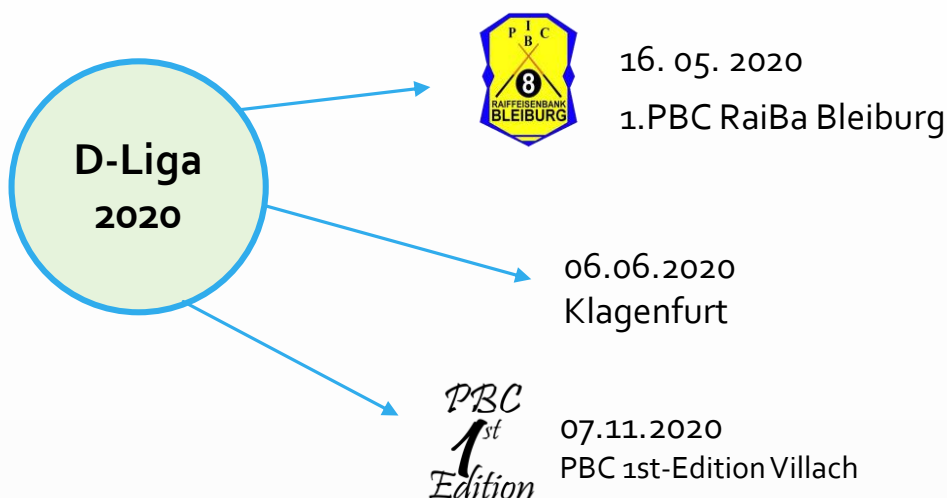 D-Liga
2020
P I C
B
8
RAIFFEISENBANK
BLEIBURG
16. 05. 2020
1.PBC RaiBa Bleiburg
06.06.2020
Klagenfurt
PBC
1st
Edition
07.11.2020
PBC 1st-Edition Villach